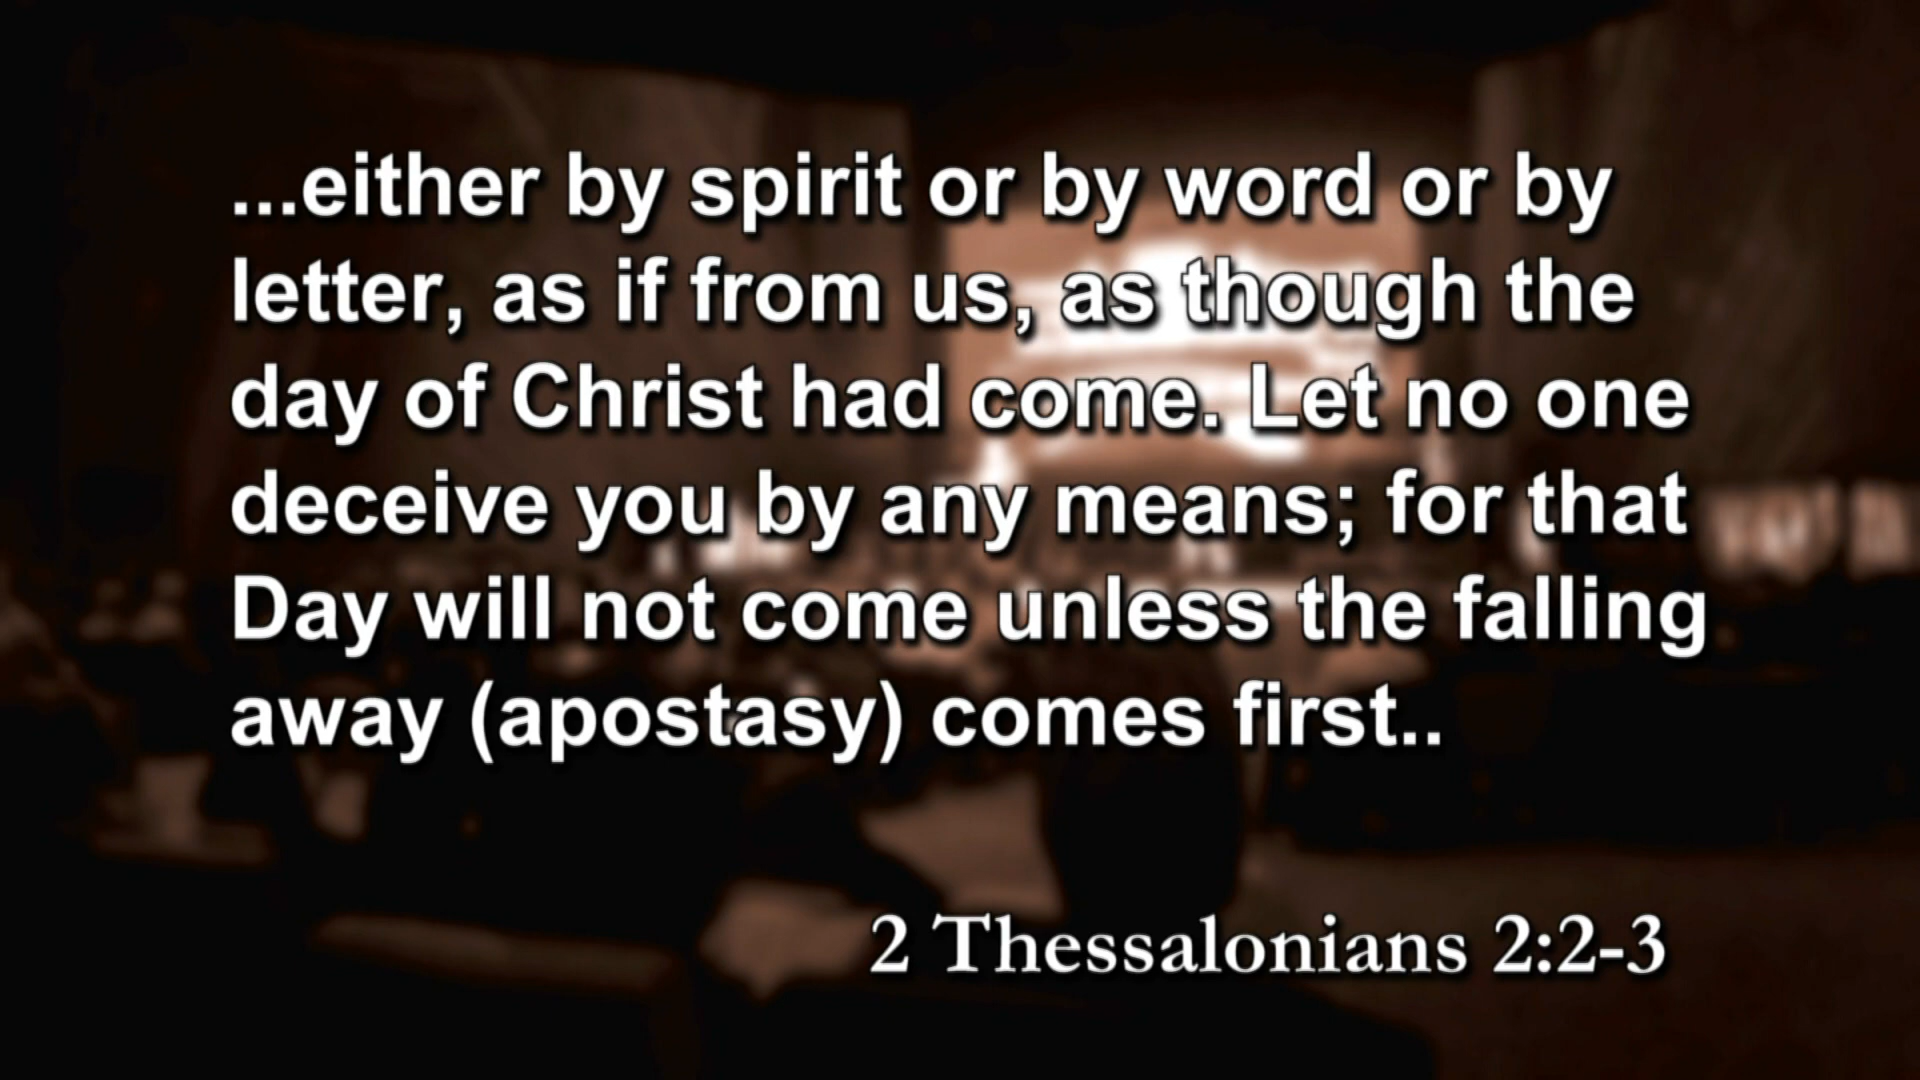 ...either by spirit or by word or by
letter, as if from us, as though the
day of Christ had come. Let no one
deceive you by any means; for that
Day will not come unless the falling
away (apostasy) comes first..
2 Thessalonians 2:2-3